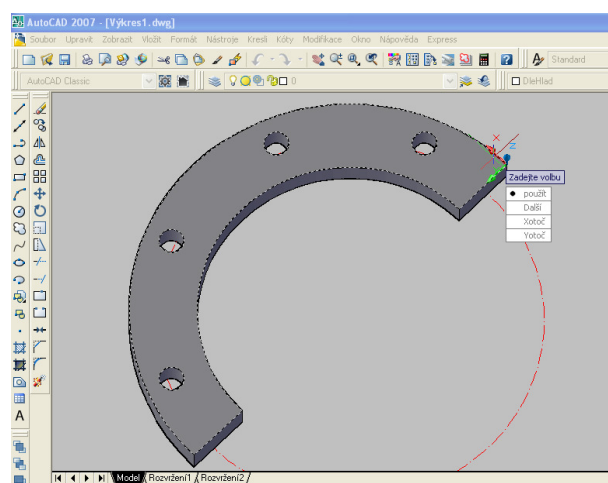 AutoCAD 2007 - [Výkres1.dwg]
Soubor Upravit Zobrazit Vložit Formát Nástroje Kresli Kóty Modifikace Okno Nápověda Express
Standard
AutoCAD Classic 0 DleHlad
X Z
Zadejte volbu
použít
Další
Xotoč
Yotoč
A
Model Rozvržení1 Rozvržení2